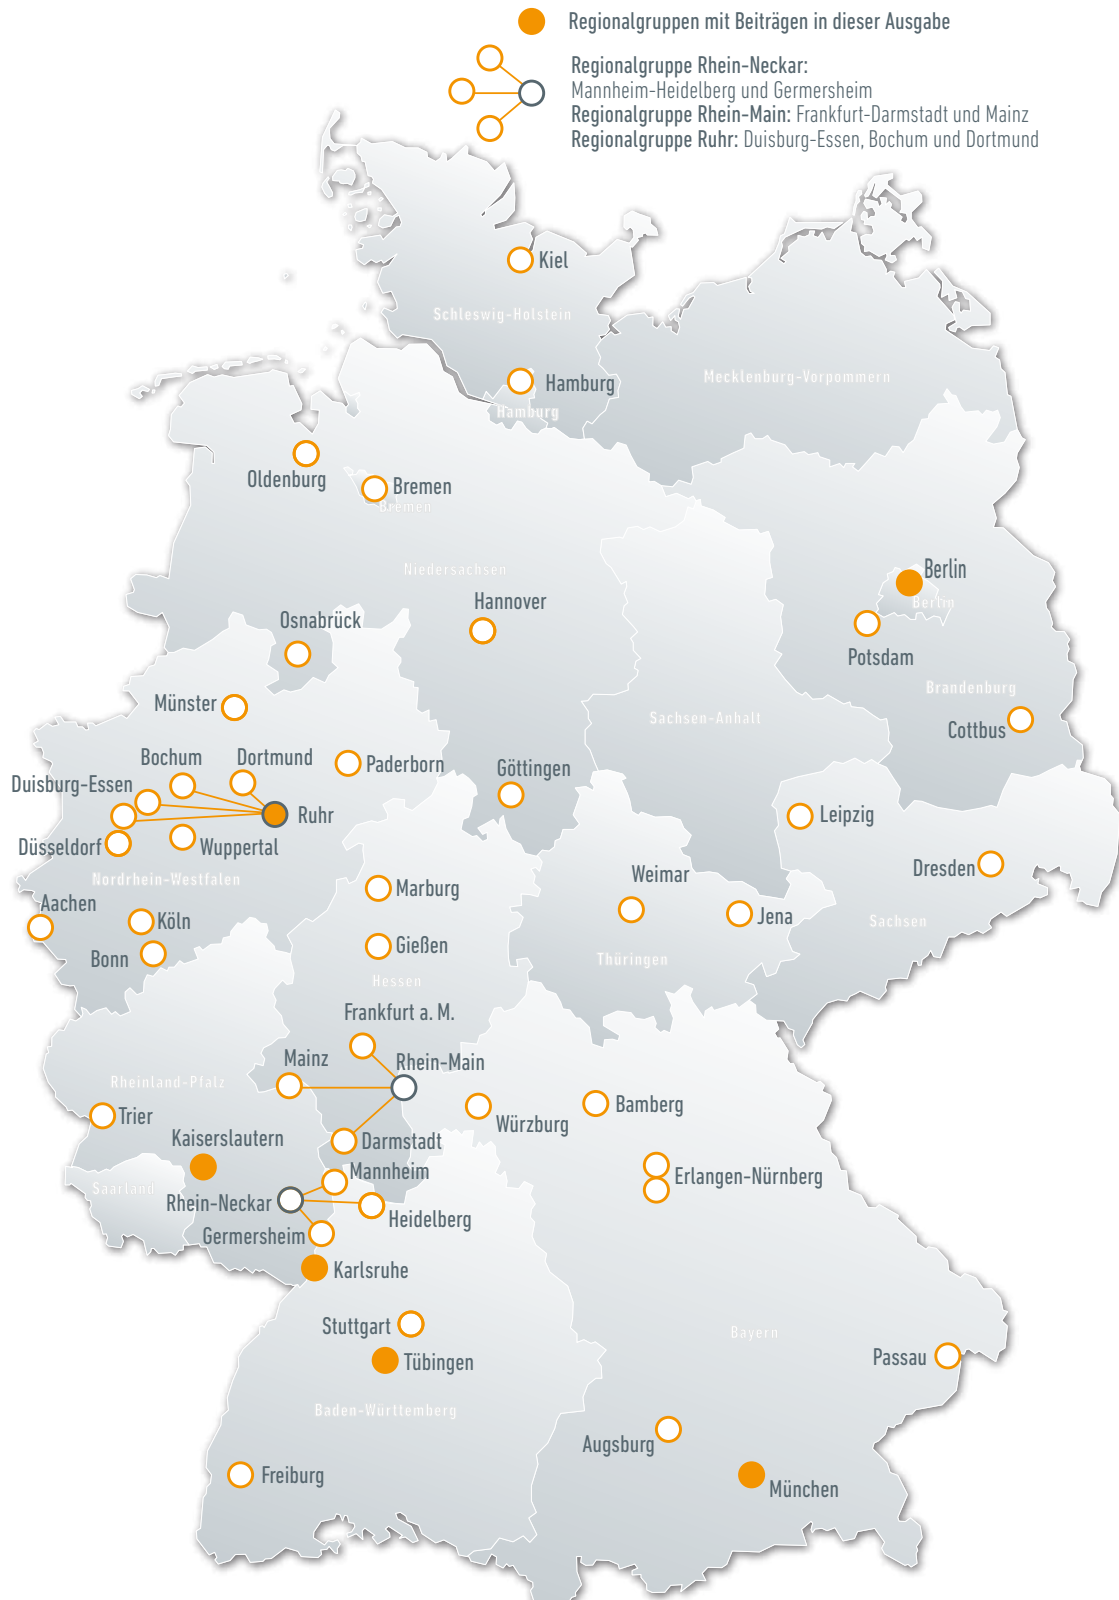 Regionalgruppen mit Beiträgen in dieser Ausgabe
Regionalgruppe Rhein-Neckar:
Mannheim-Heidelberg und Germersheim
Regionalgruppe Rhein-Main: Frankfurt-Darmstadt und Mainz
Regionalgruppe Ruhr: Duisburg-Essen, Bochum und Dortmund
Kiel
Schleswig-Holstein
Mecklenburg-Vorpommern
Hamburg
Hamburg
Oldenburg
Bremen
Bremen
Niedersachsen
Berlin
Berlin
Hannover
Osnabrück
Potsdam
Brandenburg
Münster
Sachsen-Anhalt
Cottbus
Bochum
Dortmund
Paderborn
Göttingen
Duisburg-Essen
Ruhr
Leipzig
Düsseldorf
Wuppertal
Nordrhein-Westfalen
Weimar
Dresden
Marburg
Aachen
Köln
Jena
Sachsen
Gießen
Bonn
Thüringen
Hessen
Frankfurt a. M.
Mainz
Rhein-Main
Rheinland-Pfalz
Trier
Bamberg
Würzburg
Kaiserslautern
Darmstadt
Mannheim
Erlangen-Nürnberg
Saarland
Rhein-Neckar
Heidelberg
Germersheim
Karlsruhe
Stuttgart
Bayern
Tübingen
Passau
Baden-Württemberg
Augsburg
Freiburg
München